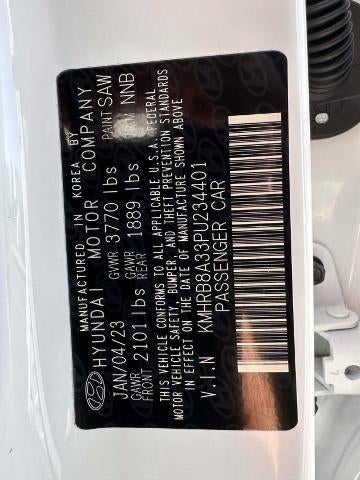 MANUFACTURED IN KOREA BY
HYUNDAI MOTOR COMPANY
JAN/04/23 GVWR 3770 lbs PAINT SAW
GAWR FRONT 2101 lbs GAWR REAR 1889 lbs TRIM NNB
THIS VEHICLE CONFORMS TO ALL APPLICABLE U.S.A. FEDERAL
MOTOR VEHICLE SAFETY, BUMPER, AND THEFT PREVENTION STANDARDS
IN EFFECT ON THE DATE OF MANUFACTURE SHOWN ABOVE
V.I.N KMHRB8A33PU234401
PASSENGER CAR